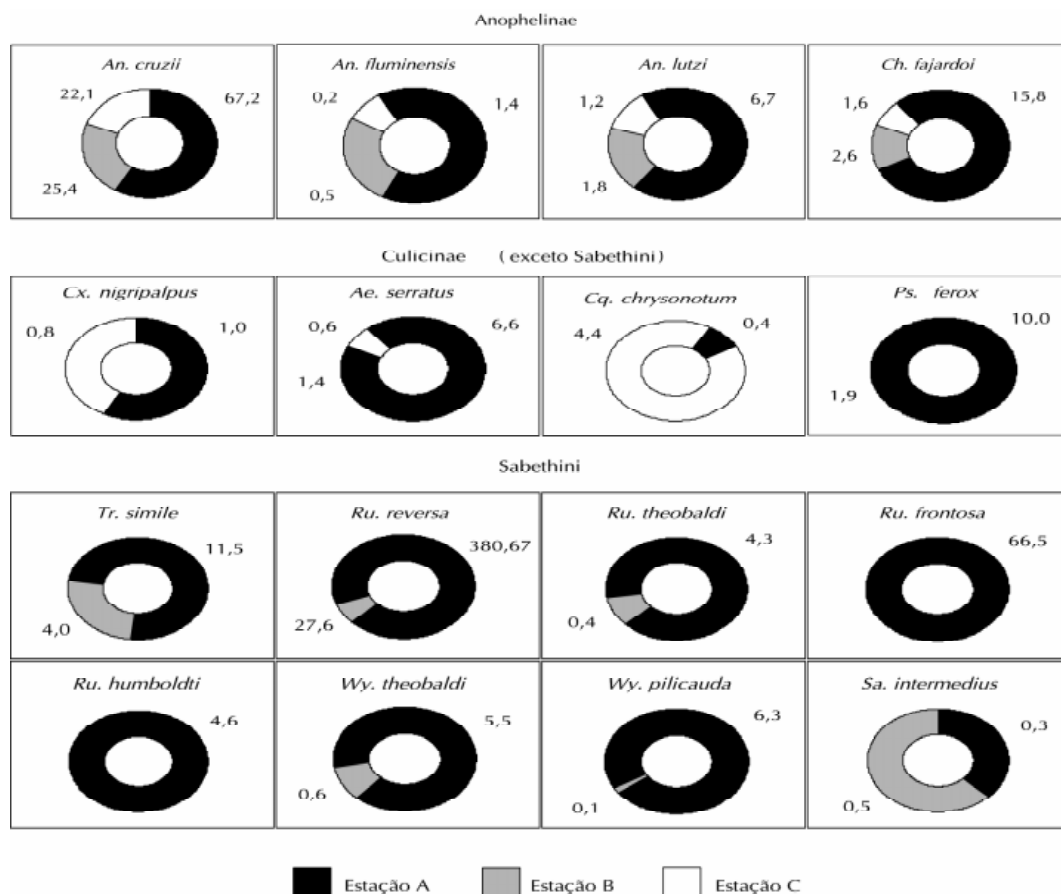 Anophelinae
An. cruzii
An. fluminensis
An. lutzi
Ch. fajardoi
22,1
67,2
25,4
0,2
1,4
0,5
1,2
6,7
1,8
1,6
15,8
2,6
Culicinae (exceto Sabethini)
Cx. nigripalpus
Ae. serratus
Cq. chrysonotum
Ps. ferox
0,8
1,0
0,6
6,6
1,4
4,4
0,4
10,0
1,9
Sabethini
Tr. simile
Ru. reversa
Ru. theobaldi
Ru. frontosa
11,5
4,0
380,67
27,6
4,3
0,4
66,5
Ru. humboldti
Wy. theobaldi
Wy. pilicauda
Sa. intermedius
4,6
5,5
0,6
6,3
0,1
0,3
0,5
Estação A
Estação B
Estação C